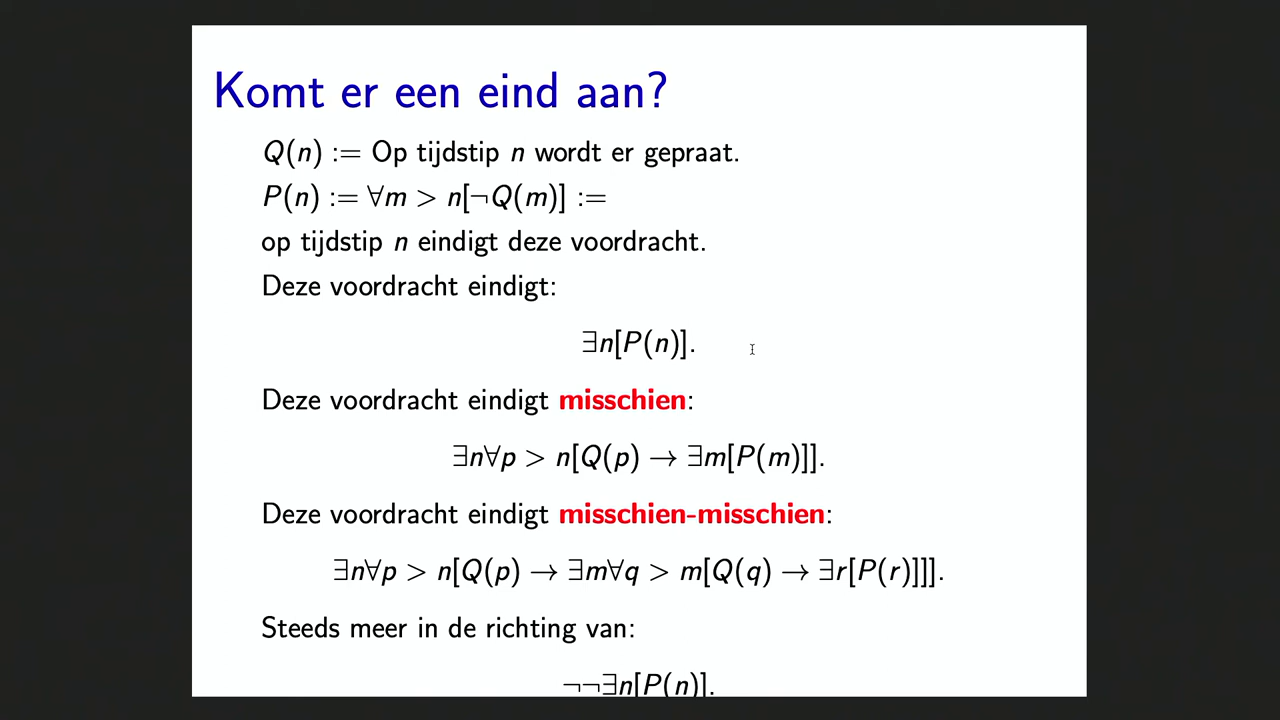 Komt er een eind aan?
Q(n) := Op tijdstip n wordt er gepraat.
P(n) := ∀m > n[¬Q(m)] :=
op tijdstip n eindigt deze voordracht.
Deze voordracht eindigt:
∃n[P(n)].
Deze voordracht eindigt misschien:
∃n∀p > n[Q(p) → ∃m[P(m)]].
Deze voordracht eindigt misschien-misschien:
∃n∀p > n[Q(p) → ∃m∀q > m[Q(q) → ∃r[P(r)]]].
Steeds meer in de richting van:
¬¬∃n[P(n)].